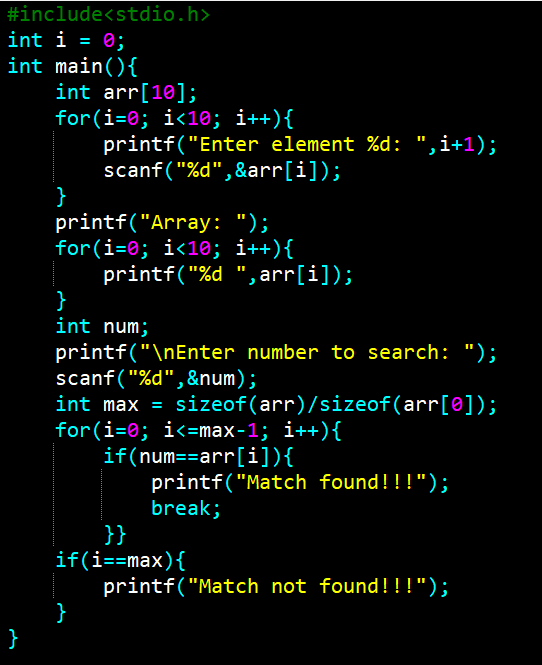 #include<stdio.h>
int i = 0;
int main(){
    int arr[10];
    for(i=0; i<10; i++){
        printf("Enter element %d: ",i+1);
        scanf("%d",&arr[i]);
    }
    printf("Array: ");
    for(i=0; i<10; i++){
        printf("%d ",arr[i]);
    }
    int num;
    printf("\nEnter number to search: ");
    scanf("%d",&num);
    int max = sizeof(arr)/sizeof(arr[0]);
    for(i=0; i<=max-1; i++){
        if(num==arr[i]){
            printf("Match found!!!");
            break;
        }}
    if(i==max){
        printf("Match not found!!!");
    }
}